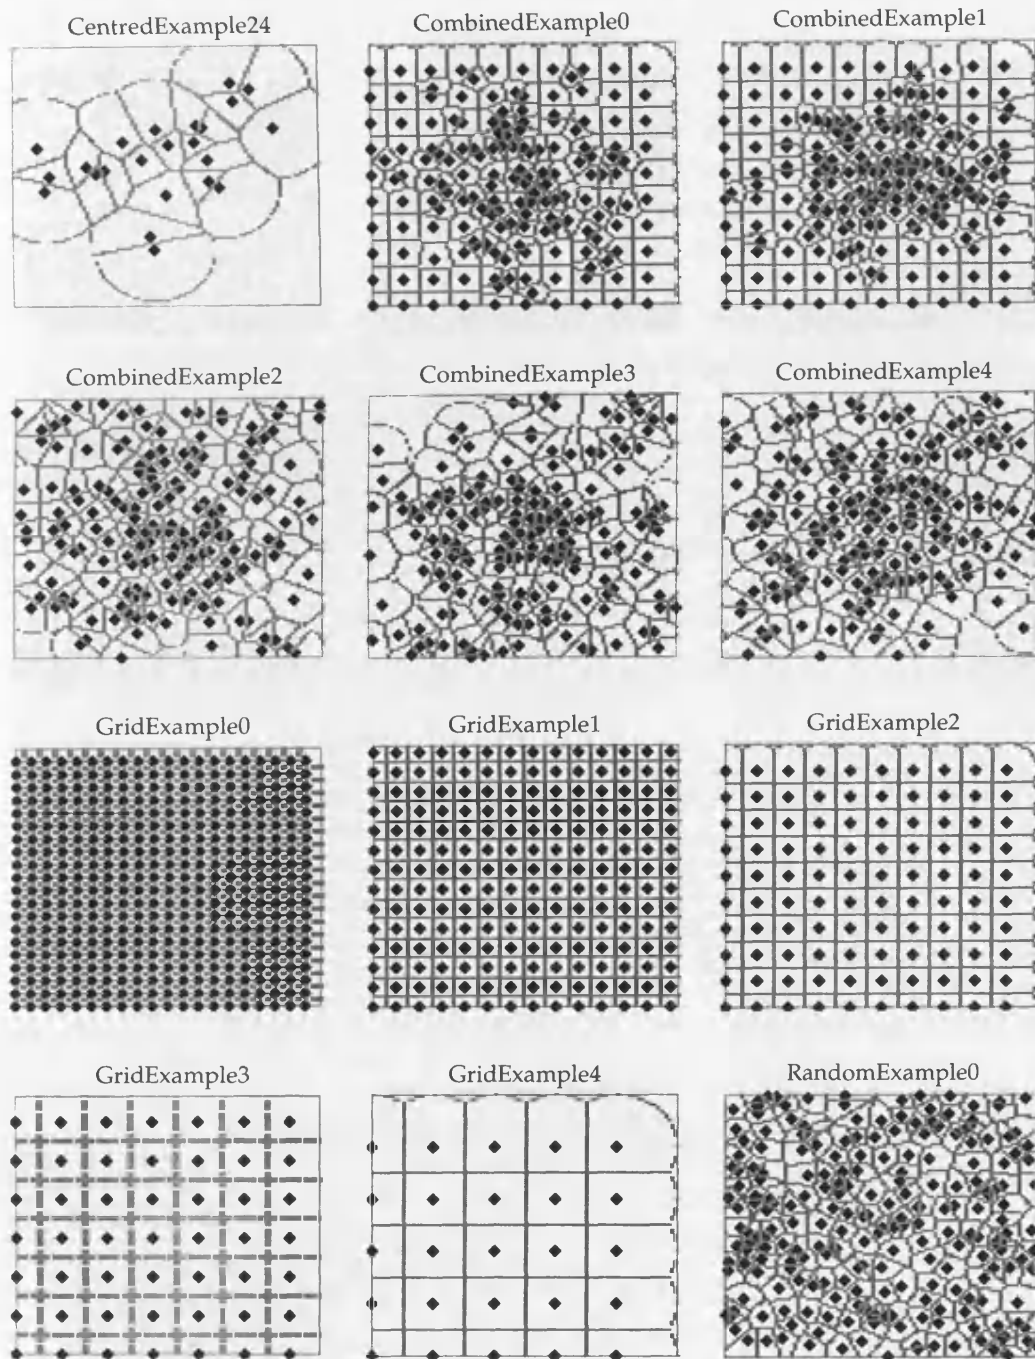 CentredExample24
CombinedExample0
CombinedExample1
CombinedExample2
CombinedExample3
CombinedExample4
GridExample0
GridExample1
GridExample2
GridExample3
GridExample4
RandomExample0